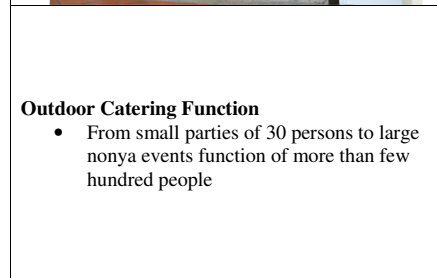 Outdoor Catering Function
• From small parties of 30 persons to large
nonya events function of more than few
hundred people